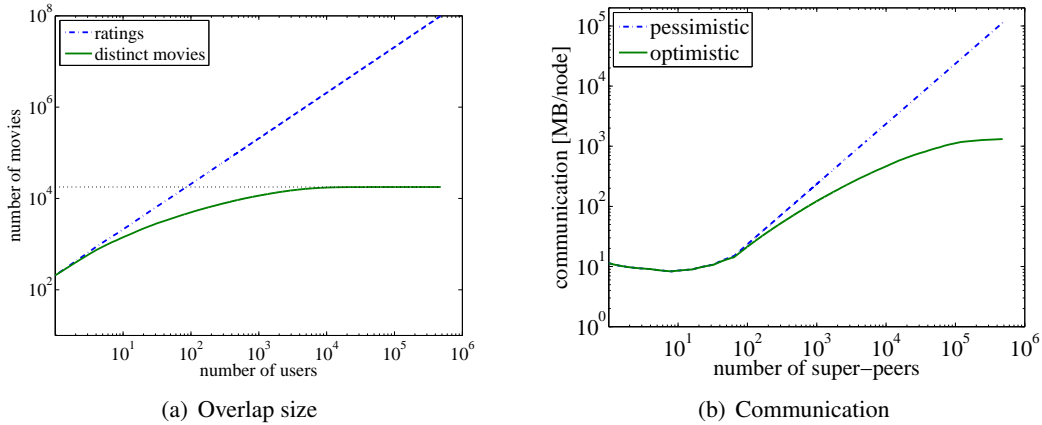 10^8
10^6
10^4
10^2
number of movies
ratings
distinct movies
10^1 10^2 10^3 10^4 10^5 10^6
number of users
(a) Overlap size
10^5
10^4
10^3
10^2
10^1
10^0
communication [MB/node]
pessimistic
optimistic
10^1 10^2 10^3 10^4 10^5 10^6
number of super−peers
(b) Communication